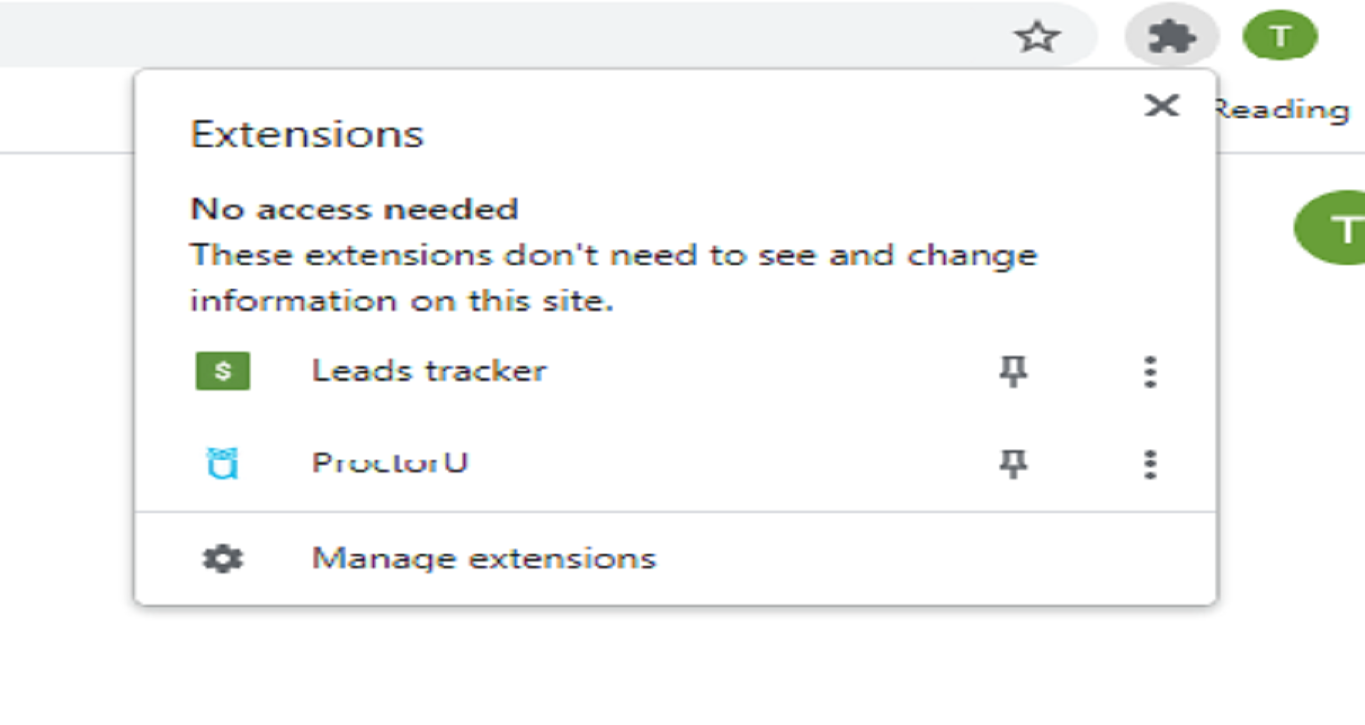 T
Reading
Extensions
No access needed
These extensions don't need to see and change
information on this site.
T
$ Leads tracker
ProctorU
Manage extensions